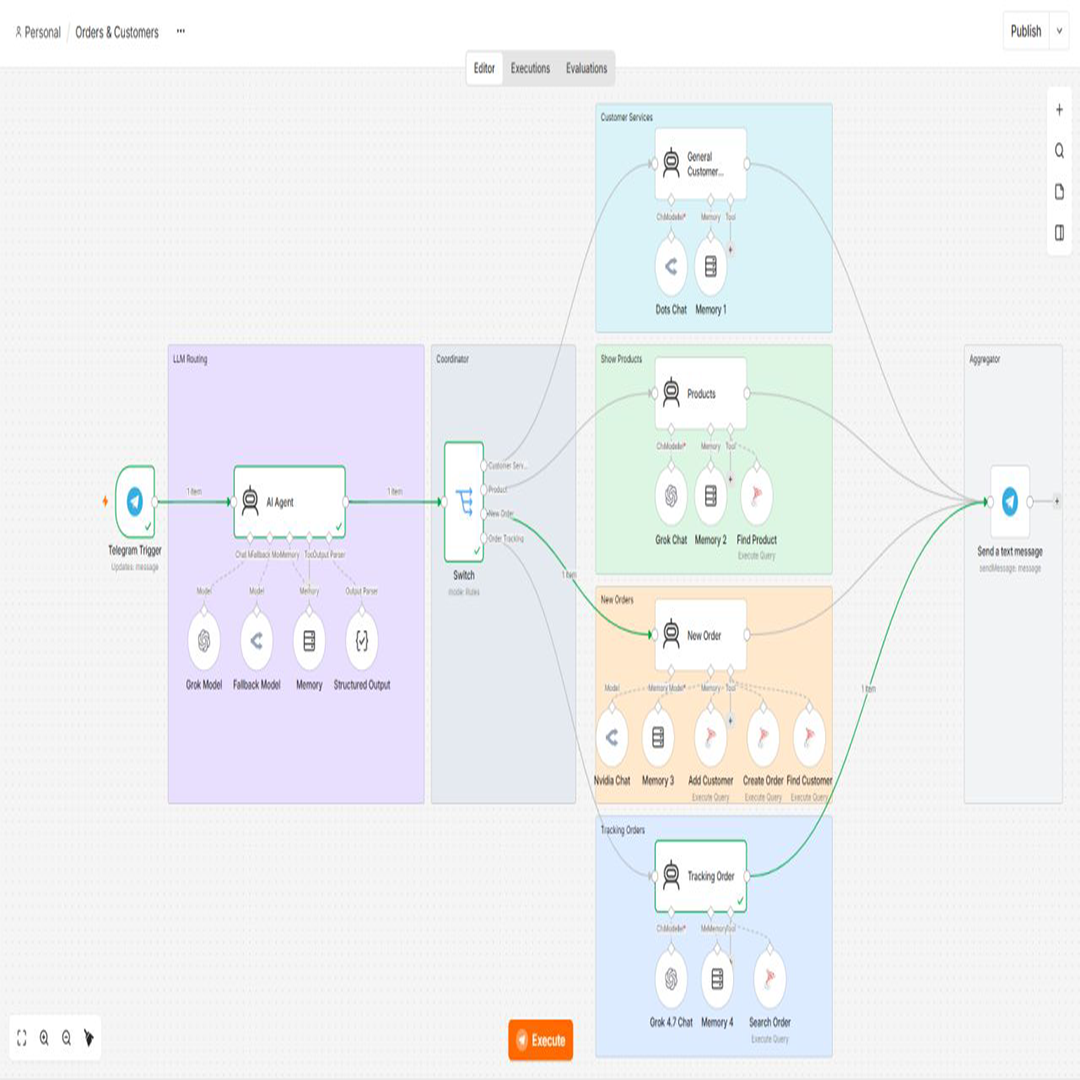 Personal / Orders & Customers ...
Publish
Editor Executions Evaluations
Customer Services
General
Customer...
Memory Tool
Dots Chat Memory 1
LLM Routing
Coordinator
Show Products
Aggregator
Products
Memory Tool
Grok Chat Memory 2 Find Product
Execute Query
1 item
AI Agent
1 item
Customer Serv...
Product
New Order
Order Tracking
Telegram Trigger
Updates: message
Switch
mode: Rules
1 item
Send a text message
sendMessage: message
Model Model Memory Output Parser
Grok Model Fallback Model Memory Structured Output
New Orders
New Order
Model Memory Model* Memory Tool
Nvidia Chat Memory 3 Add Customer Create Order Find Customer
Execute Query Execute Query Execute Query
1 item
Tracking Orders
Tracking Order
Grok 4.7 Chat Memory 4 Search Order
Execute Query
Execute